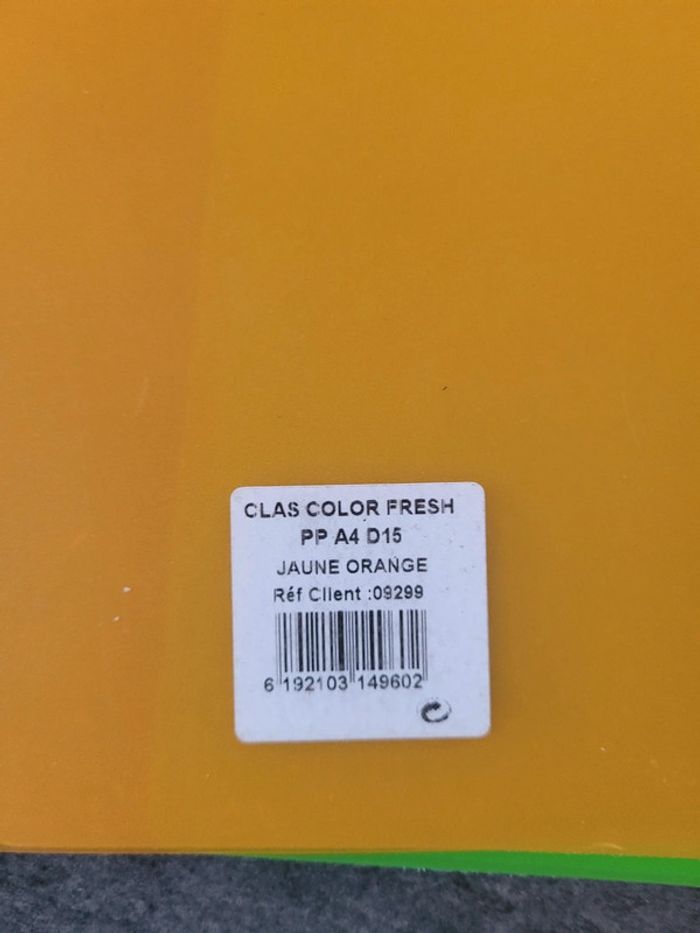 CLAS COLOR FRESH
PP A4 D15
JAUNE ORANGE
Réf Client :09299
6 192103 149602